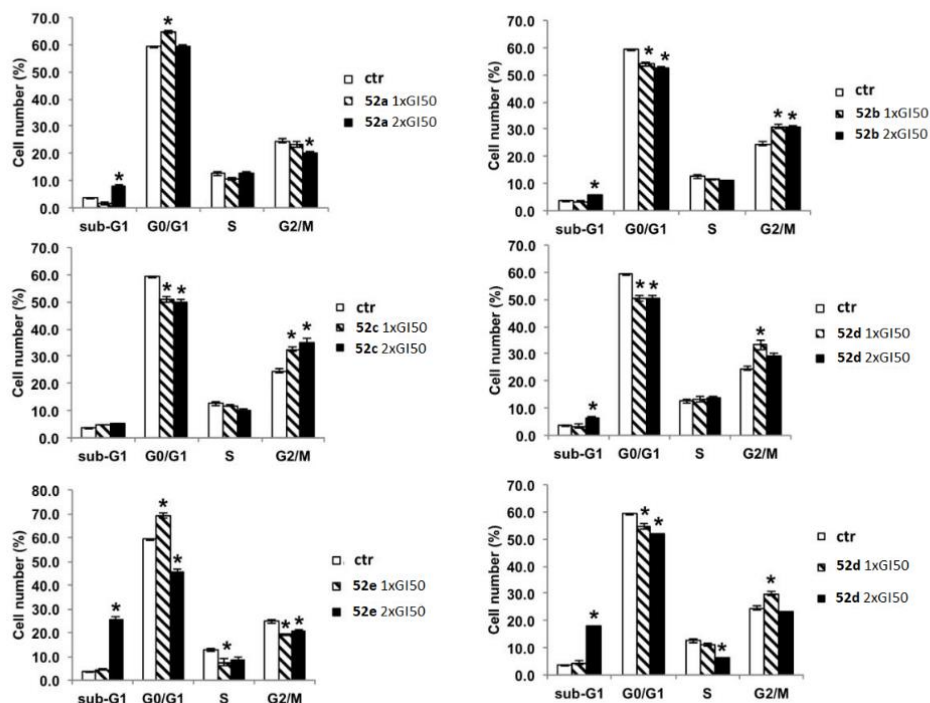 Cell number (%)
70.0
60.0
50.0
40.0
30.0
20.0
10.0
0.0
*
*
*
sub-G1 G0/G1 S G2/M
ctr
52a 1xGI50
52a 2xGI50
Cell number (%)
70.0
60.0
50.0
40.0
30.0
20.0
10.0
0.0
*
* *
* *
sub-G1 G0/G1 S G2/M
ctr
52b 1xGI50
52b 2xGI50
Cell number (%)
70.0
60.0
50.0
40.0
30.0
20.0
10.0
0.0
* *
* *
sub-G1 G0/G1 S G2/M
ctr
52c 1xGI50
52c 2xGI50
Cell number (%)
70.0
60.0
50.0
40.0
30.0
20.0
10.0
0.0
*
* *
*
sub-G1 G0/G1 S G2/M
ctr
52d 1xGI50
52d 2xGI50
Cell number (%)
80.0
70.0
60.0
50.0
40.0
30.0
20.0
10.0
0.0
*
* *
*
* *
sub-G1 G0/G1 S G2/M
ctr
52e 1xGI50
52e 2xGI50
Cell number (%)
70.0
60.0
50.0
40.0
30.0
20.0
10.0
0.0
*
* *
*
*
sub-G1 G0/G1 S G2/M
ctr
52d 1xGI50
52d 2xGI50